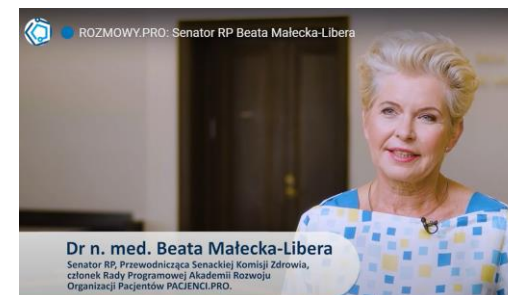 ROZMOWY.PRO: Senator RP Beata Małecka-Libera
Dr n. med. Beata Małecka-Libera
Senator RP, Przewodnicząca Senackiej Komisji Zdrowia,
członek Rady Programowej Akademii Rozwoju
Organizacji Pacjentów PACJENCI.PRO.